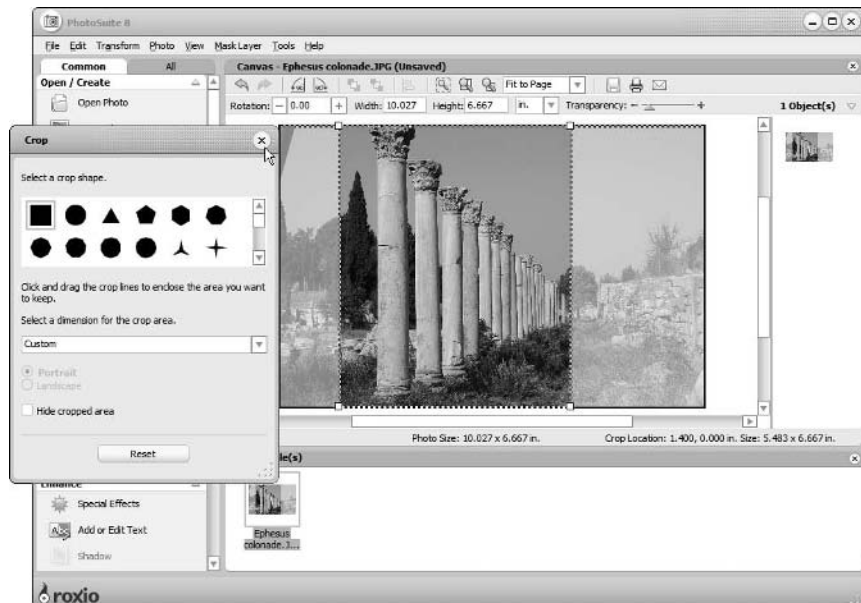 PhotoSuite 8
File Edit Transform Photo View Mask Layer Tools Help
Common All
Canvas - Ephesus colonade.JPG (Unsaved)
Open / Create
Open Photo
Fit to Page
Rotation: 0.00 Width: 10.027 Height: 6.667 in. Transparency:
1 Object(s)
Crop
Select a crop shape.
Click and drag the crop lines to enclose the area you want
to keep.
Select a dimension for the crop area.
Custom
Portrait
Landscape
Hide cropped area
Reset
Photo Size: 10.027 x 6.667 in.
Crop Location: 1.400, 0.000 in. Size: 5.483 x 6.667 in.
Enhance
Special Effects
Add or Edit Text
Shadow
Ephesus
colonade.J...
roxio